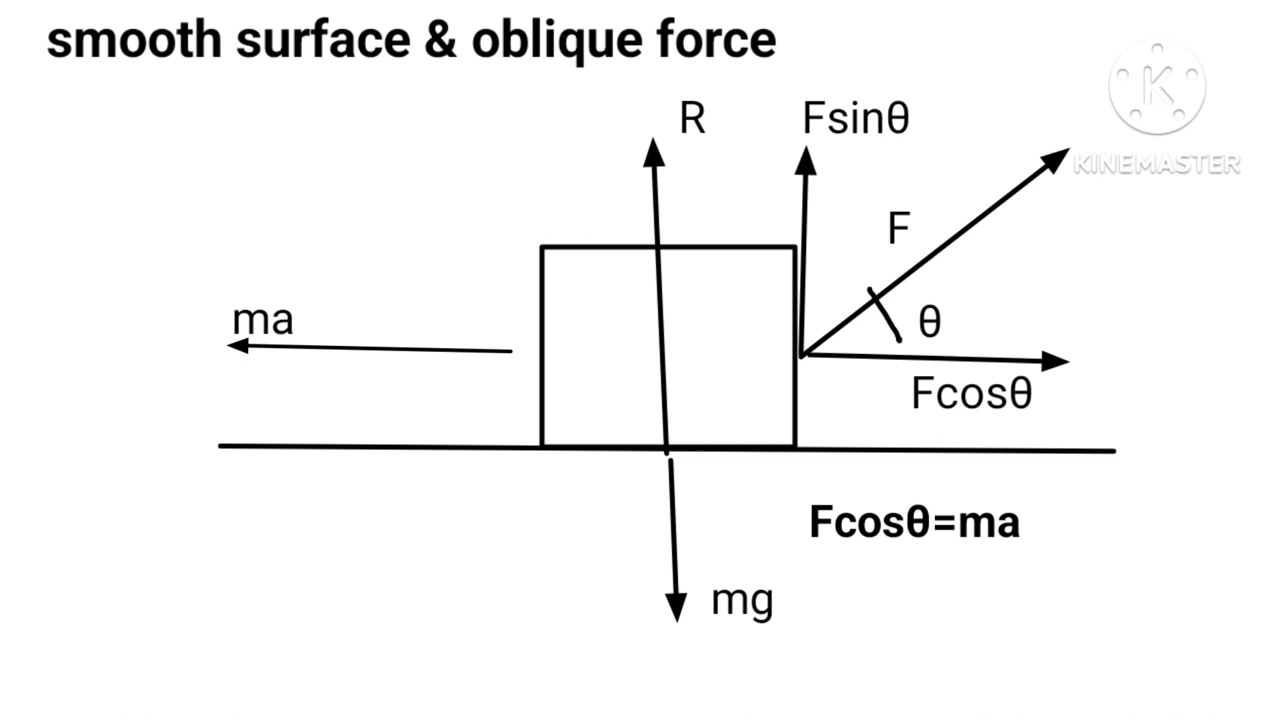 smooth surface & oblique force
R
Fsinθ
K
KINEMASTER
F
ma
θ
Fcosθ
Fcosθ=ma
mg